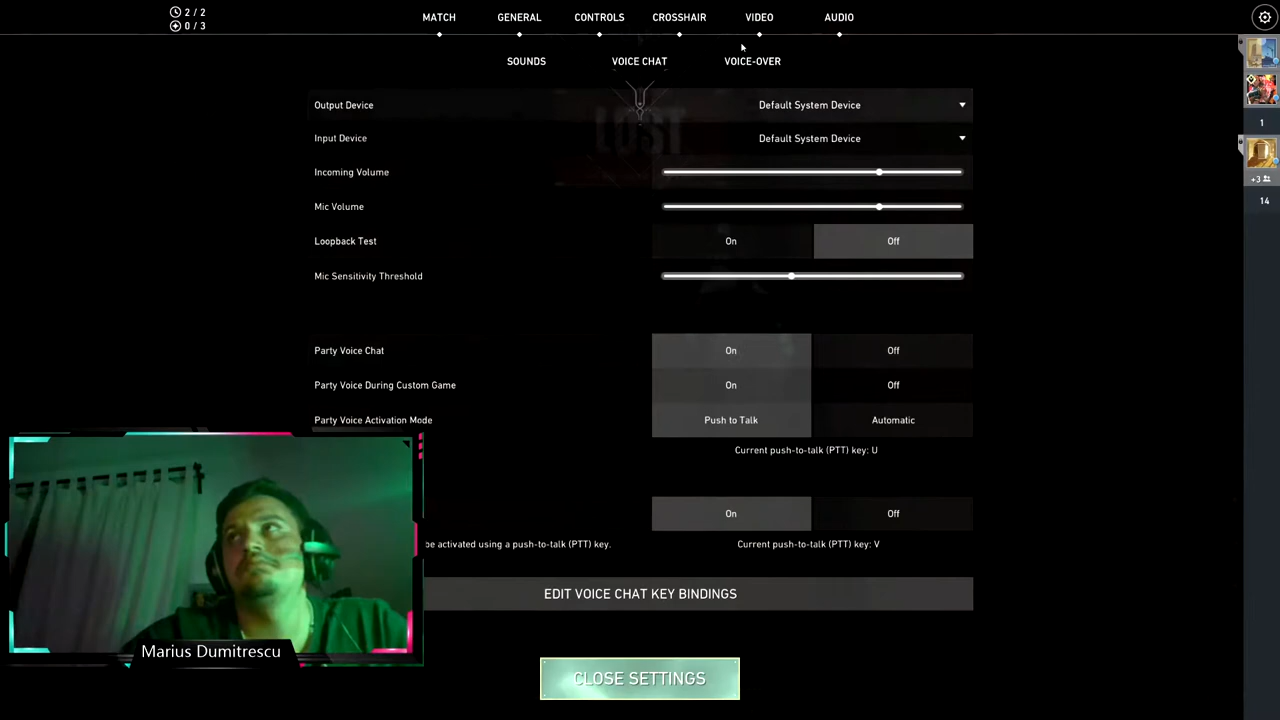 2 / 2
0 / 3
MATCH GENERAL CONTROLS CROSSHAIR VIDEO AUDIO
SOUNDS VOICE CHAT VOICE-OVER
LOST
Output Device Default System Device
Input Device Default System Device
Incoming Volume
Mic Volume
Loopback Test On Off
Mic Sensitivity Threshold
Party Voice Chat On Off
Party Voice During Custom Game On Off
Party Voice Activation Mode Push to Talk Automatic
Current push-to-talk (PTT) key: U
On Off
be activated using a push-to-talk (PTT) key. Current push-to-talk (PTT) key: V
EDIT VOICE CHAT KEY BINDINGS
Marius Dumitrescu
CLOSE SETTINGS
1
+3
14